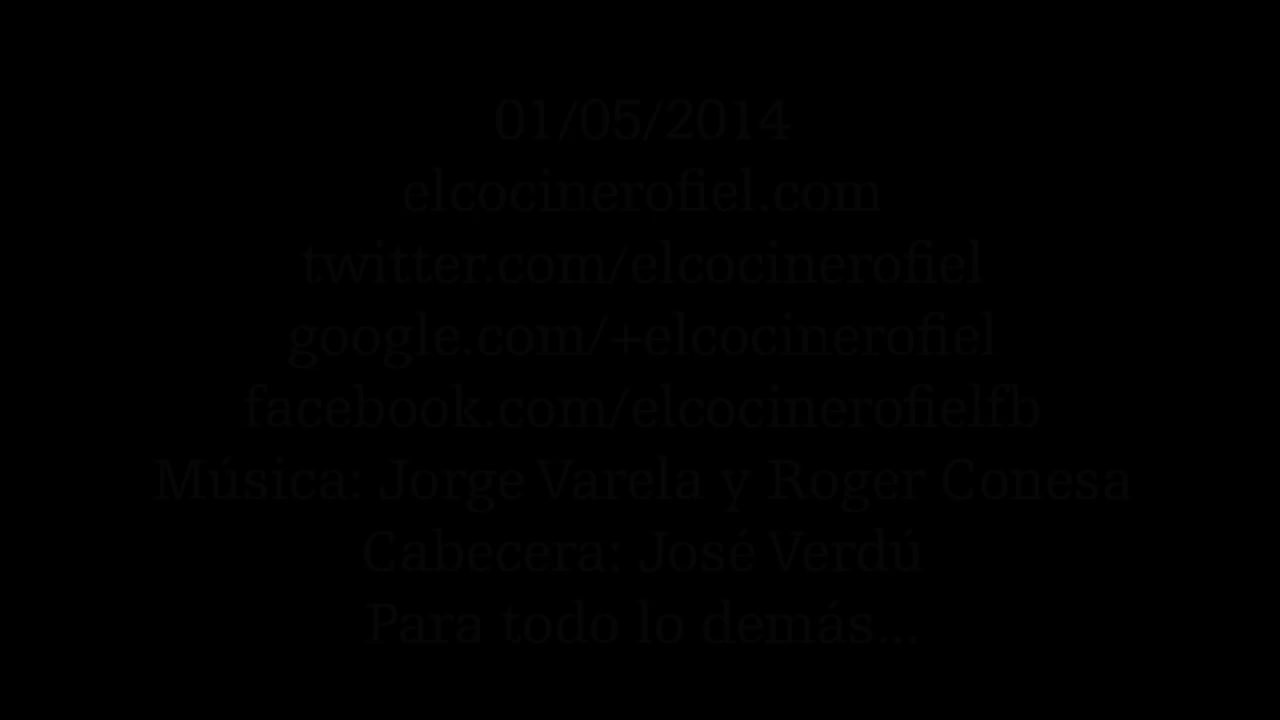 01/05/2014
elcocinerofiel.com
twitter.com/elcocinerofiel
google.com/+elcocinerofiel
facebook.com/elcocinerofielfb
Música: Jorge Varela y Roger Conesa
Cabecera: José Verdú
Para todo lo demás...